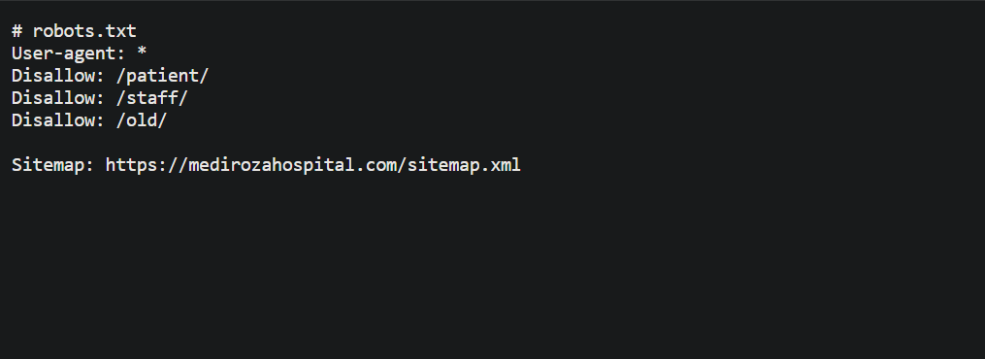 # robots.txt
User-agent: *
Disallow: /patient/
Disallow: /staff/
Disallow: /old/
Sitemap: https://medirozahospital.com/sitemap.xml